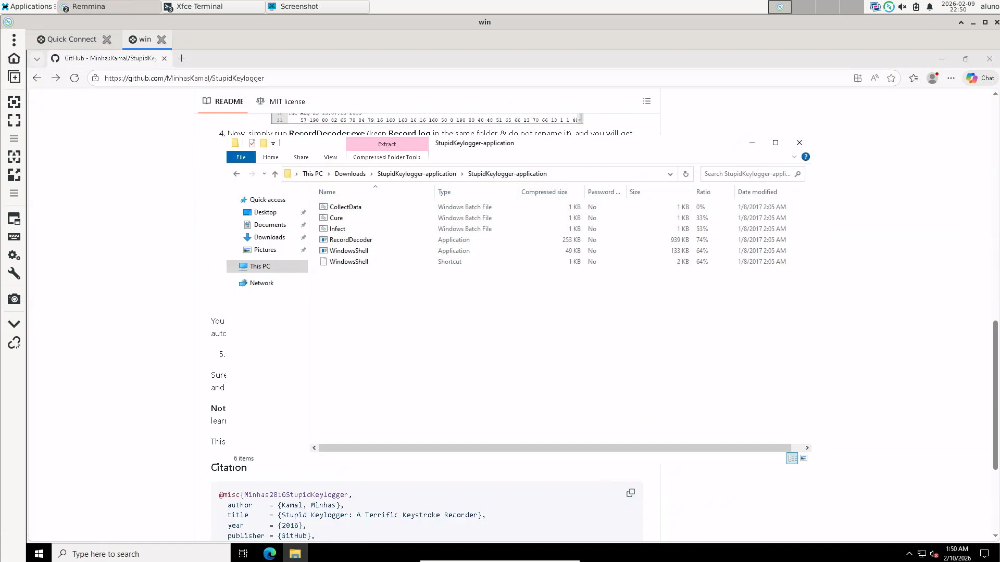 Applications
Remmina
Xfce Terminal
Screenshot
2026-02-09
22:50
aluno
win
Quick Connect
win
GitHub - MinhasKamal/StupidKey
https://github.com/MinhasKamal/StupidKeylogger
Chat
README
MIT license
11 57 190 80 82 65 78 84 79 16 160 160 16 16 160 50 8 190 80 40 48 51 65 66 13 70 66 13 1 1 48
4. Now, simply run RecordDecoder.exe (keep Record.log in the same folder & do not rename it), and you will get
Extract
StupidKeylogger-application
File
Home
Share
View
Compressed Folder Tools
This PC
Downloads
StupidKeylogger-application
StupidKeylogger-application
Search StupidKeylogger-appli...
Name
Type
Compressed size
Password ...
Size
Ratio
Date modified
Quick access
Desktop
Documents
Downloads
Pictures
This PC
Network
CollectData Windows Batch File 1 KB No 1 KB 0% 1/8/2017 2:05 AM
Cure Windows Batch File 1 KB No 1 KB 33% 1/8/2017 2:05 AM
Infect Windows Batch File 1 KB No 1 KB 53% 1/8/2017 2:05 AM
RecordDecoder Application 253 KB No 939 KB 74% 1/8/2017 2:05 AM
WindowsShell Application 49 KB No 133 KB 64% 1/8/2017 2:05 AM
WindowsShell Shortcut 1 KB No 2 KB 64% 1/8/2017 2:05 AM
You
auto
5.
Sure
and
Not
learn
This
6 items
Citation
@misc{Minhas2016StupidKeylogger,
author = {Kamal, Minhas},
title = {Stupid Keylogger: A Terrific Keystroke Recorder},
year = {2016},
publisher = {GitHub},
Type here to search
1:50 AM
2/10/2026